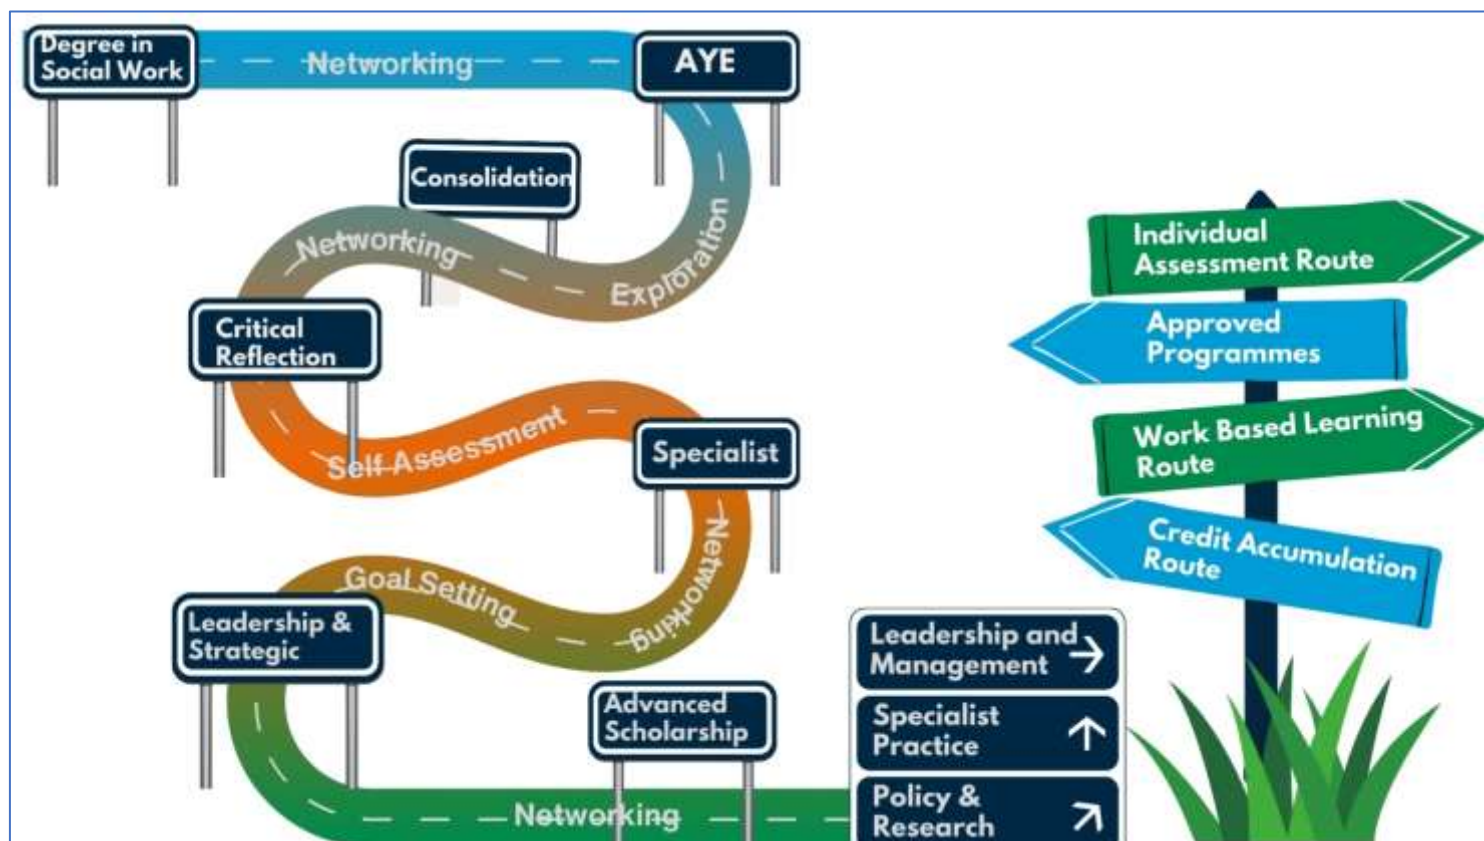 Degree in
Social Work
Networking
AYE
Consolidation
Networking
Exploration
Critical
Reflection
Self Assessment
Specialist
Networking
Goal Setting
Leadership &
Strategic
Advanced
Scholarship
Networking
Leadership and
Management
Specialist
Practice
Policy &
Research
Individual
Assessment Route
Approved
Programmes
Work Based Learning
Route
Credit Accumulation
Route